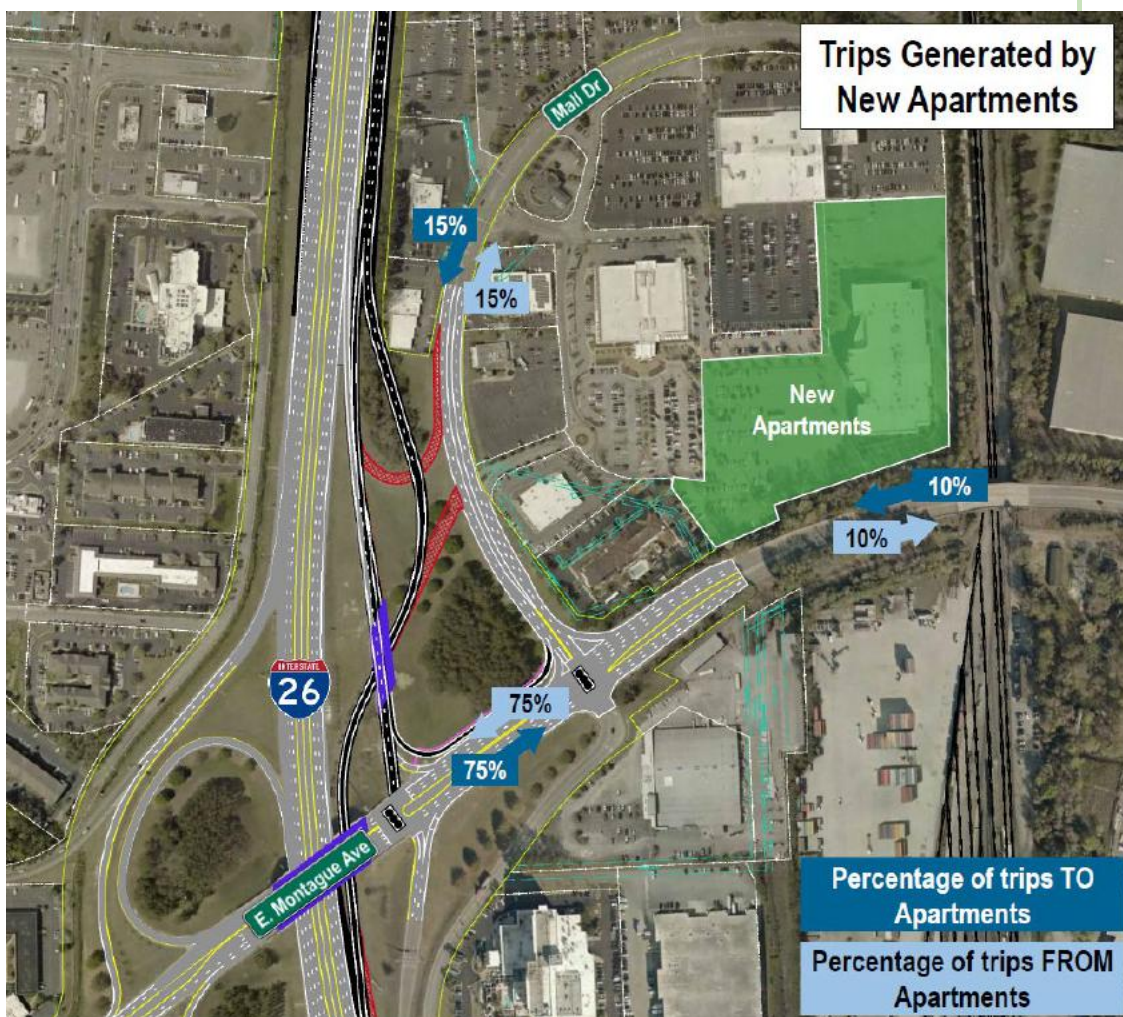 Trips Generated by
New Apartments
Mall Dr
15%
15%
New
Apartments
10%
10%
INTERSTATE
26
75%
75%
E. Montague Ave
Percentage of trips TO
Apartments
Percentage of trips FROM
Apartments